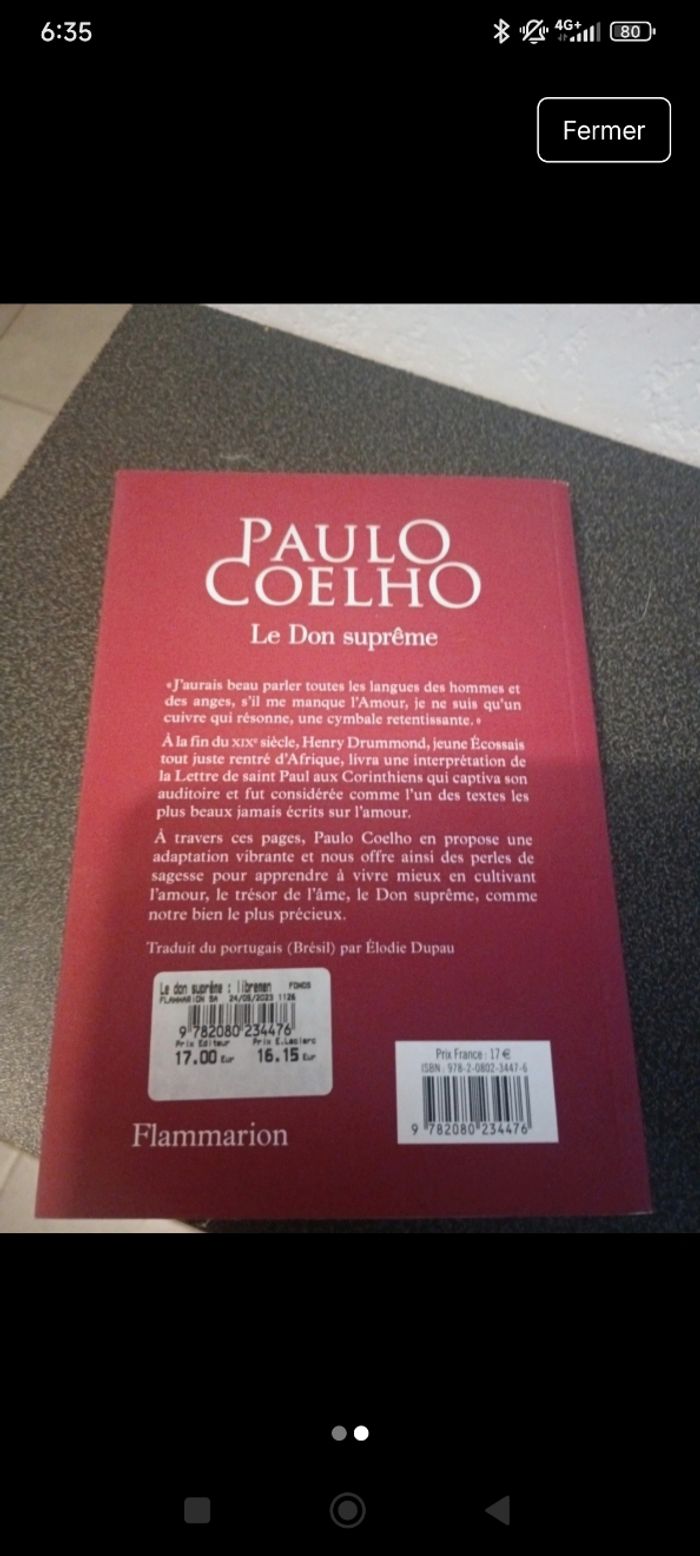 6:35
4G+
80
Fermer
PAULO
COELHO
Le Don suprême
«J'aurais beau parler toutes les langues des hommes et
des anges, s'il me manque l'Amour, je ne suis qu'un
cuivre qui résonne, une cymbale retentissante.»
À la fin du XIXe siècle, Henry Drummond, jeune Écossais
tout juste rentré d'Afrique, livra une interprétation de
la Lettre de saint Paul aux Corinthiens qui captiva son
auditoire et fut considérée comme l'un des textes les
plus beaux jamais écrits sur l'amour.
À travers ces pages, Paulo Coelho en propose une
adaptation vibrante et nous offre ainsi des perles de
sagesse pour apprendre à vivre mieux en cultivant
l'amour, le trésor de l'âme, le Don suprême, comme
notre bien le plus précieux.
Traduit du portugais (Brésil) par Élodie Dupau
Le don suprême : libremen FONDS
FLAMMARION SA 24/05/2023 1126
9 782080 234476
Prix Editeur Prix E.Leclerc
17.00 Eur 16.15 Eur
Prix France : 17 €
ISBN : 978-2-0802-3447-6
9 782080 234476
Flammarion